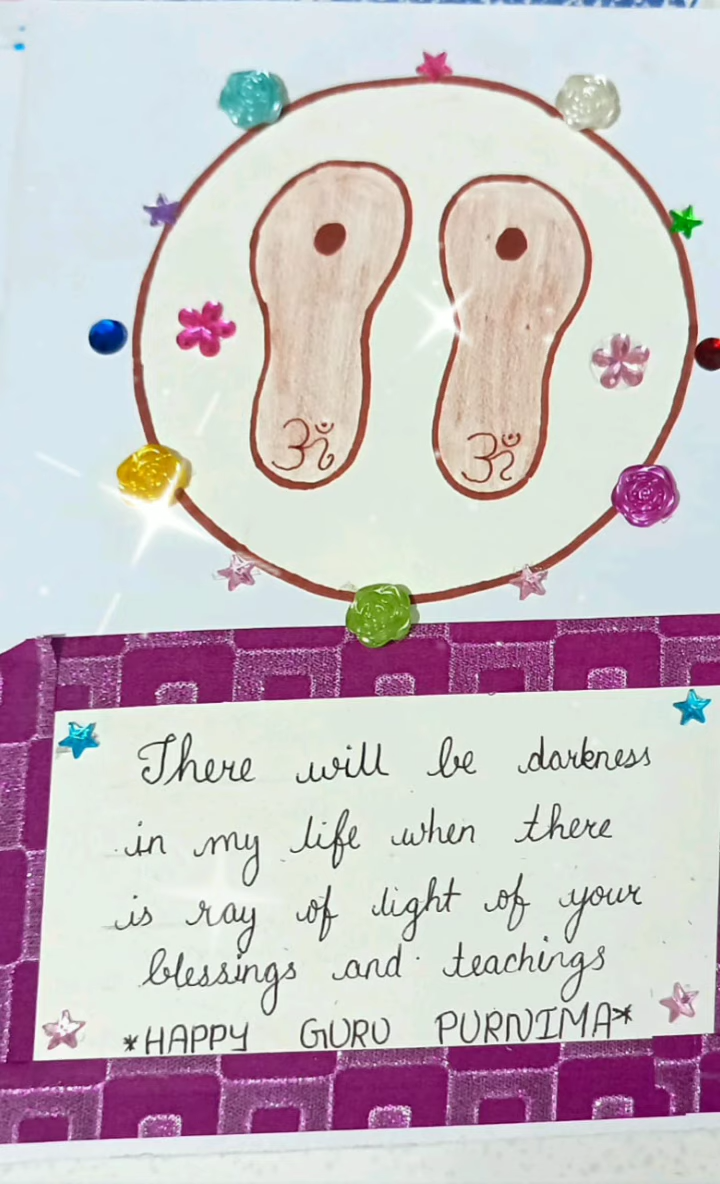 ॐ ॐ
There will be darkness
in my life when there
is ray of light of your
blessings and teachings
*HAPPY GURU PURNIMA*